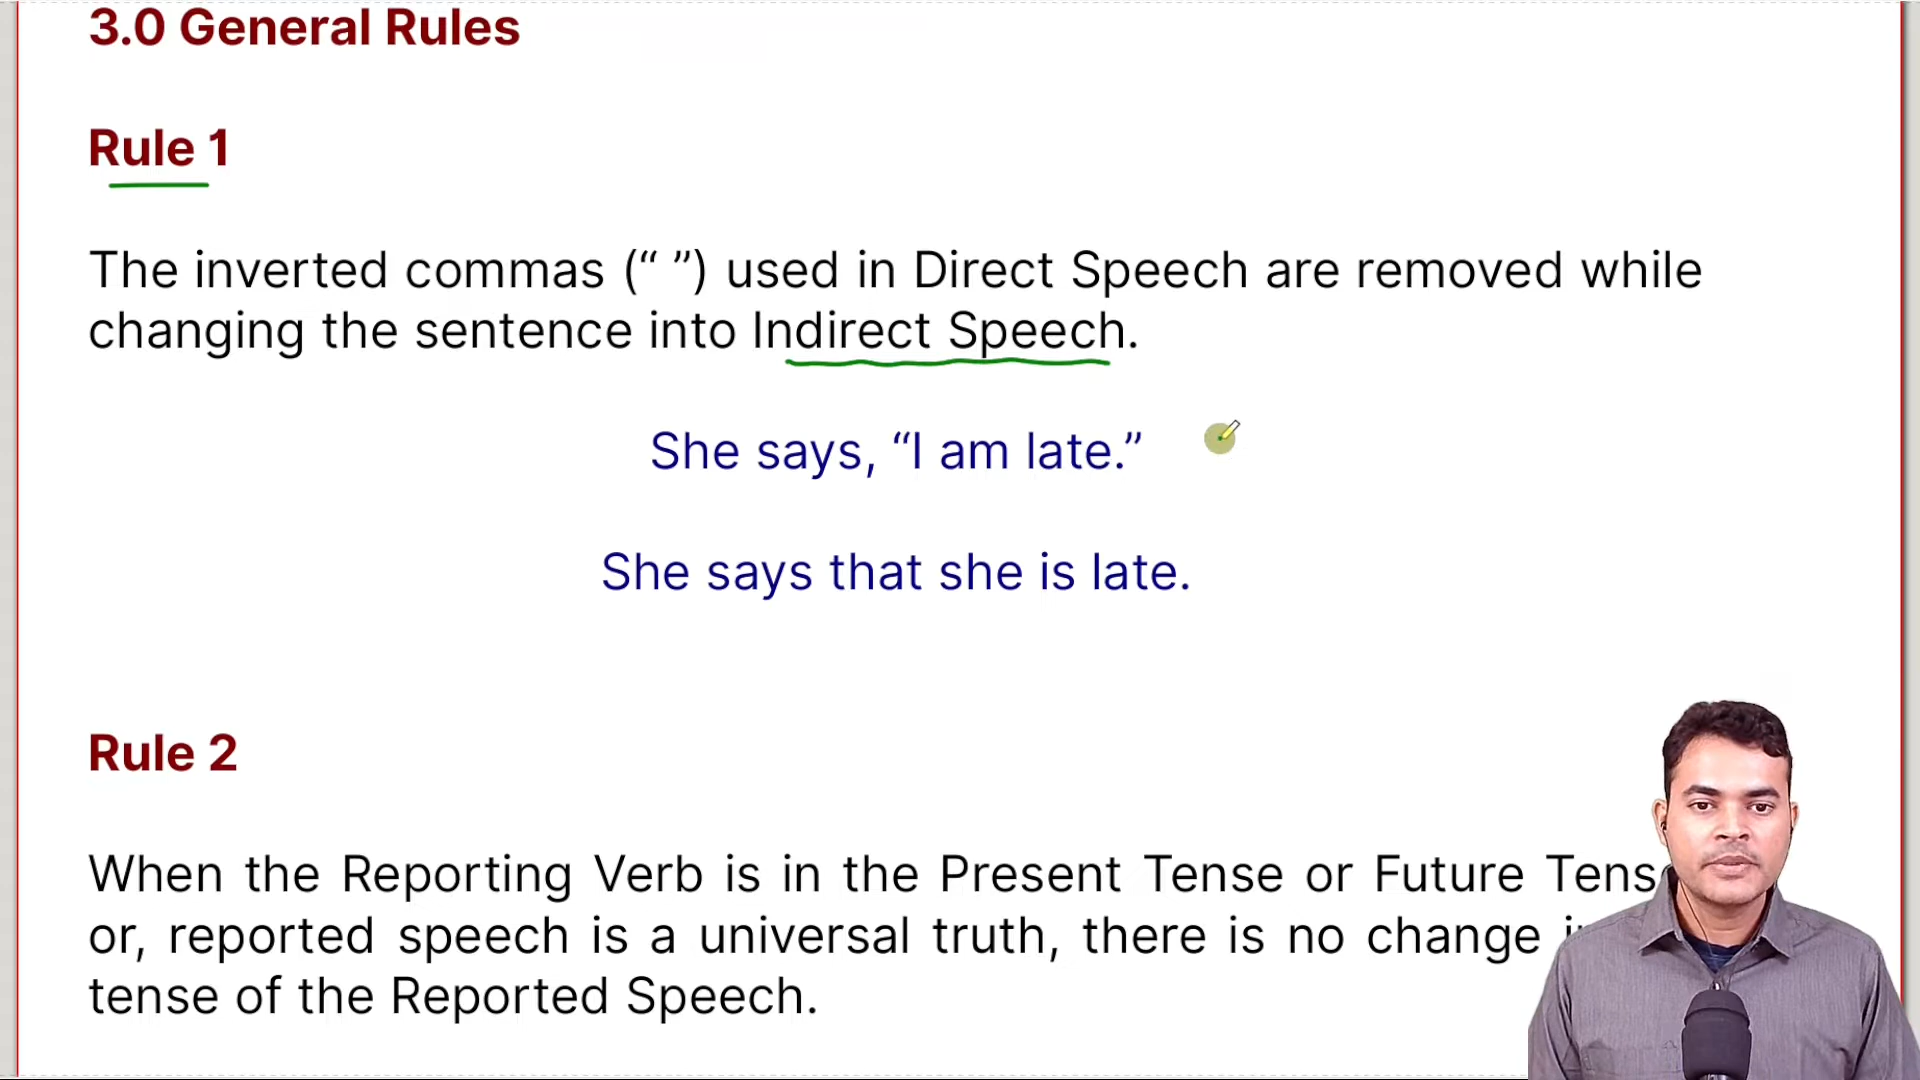 3.0 General Rules
Rule 1
The inverted commas (“ ”) used in Direct Speech are removed while
changing the sentence into Indirect Speech.
She says, “I am late.”
She says that she is late.
Rule 2
When the Reporting Verb is in the Present Tense or Future
or, reported speech is a universal truth, there is no change
tense of the Reported Speech.